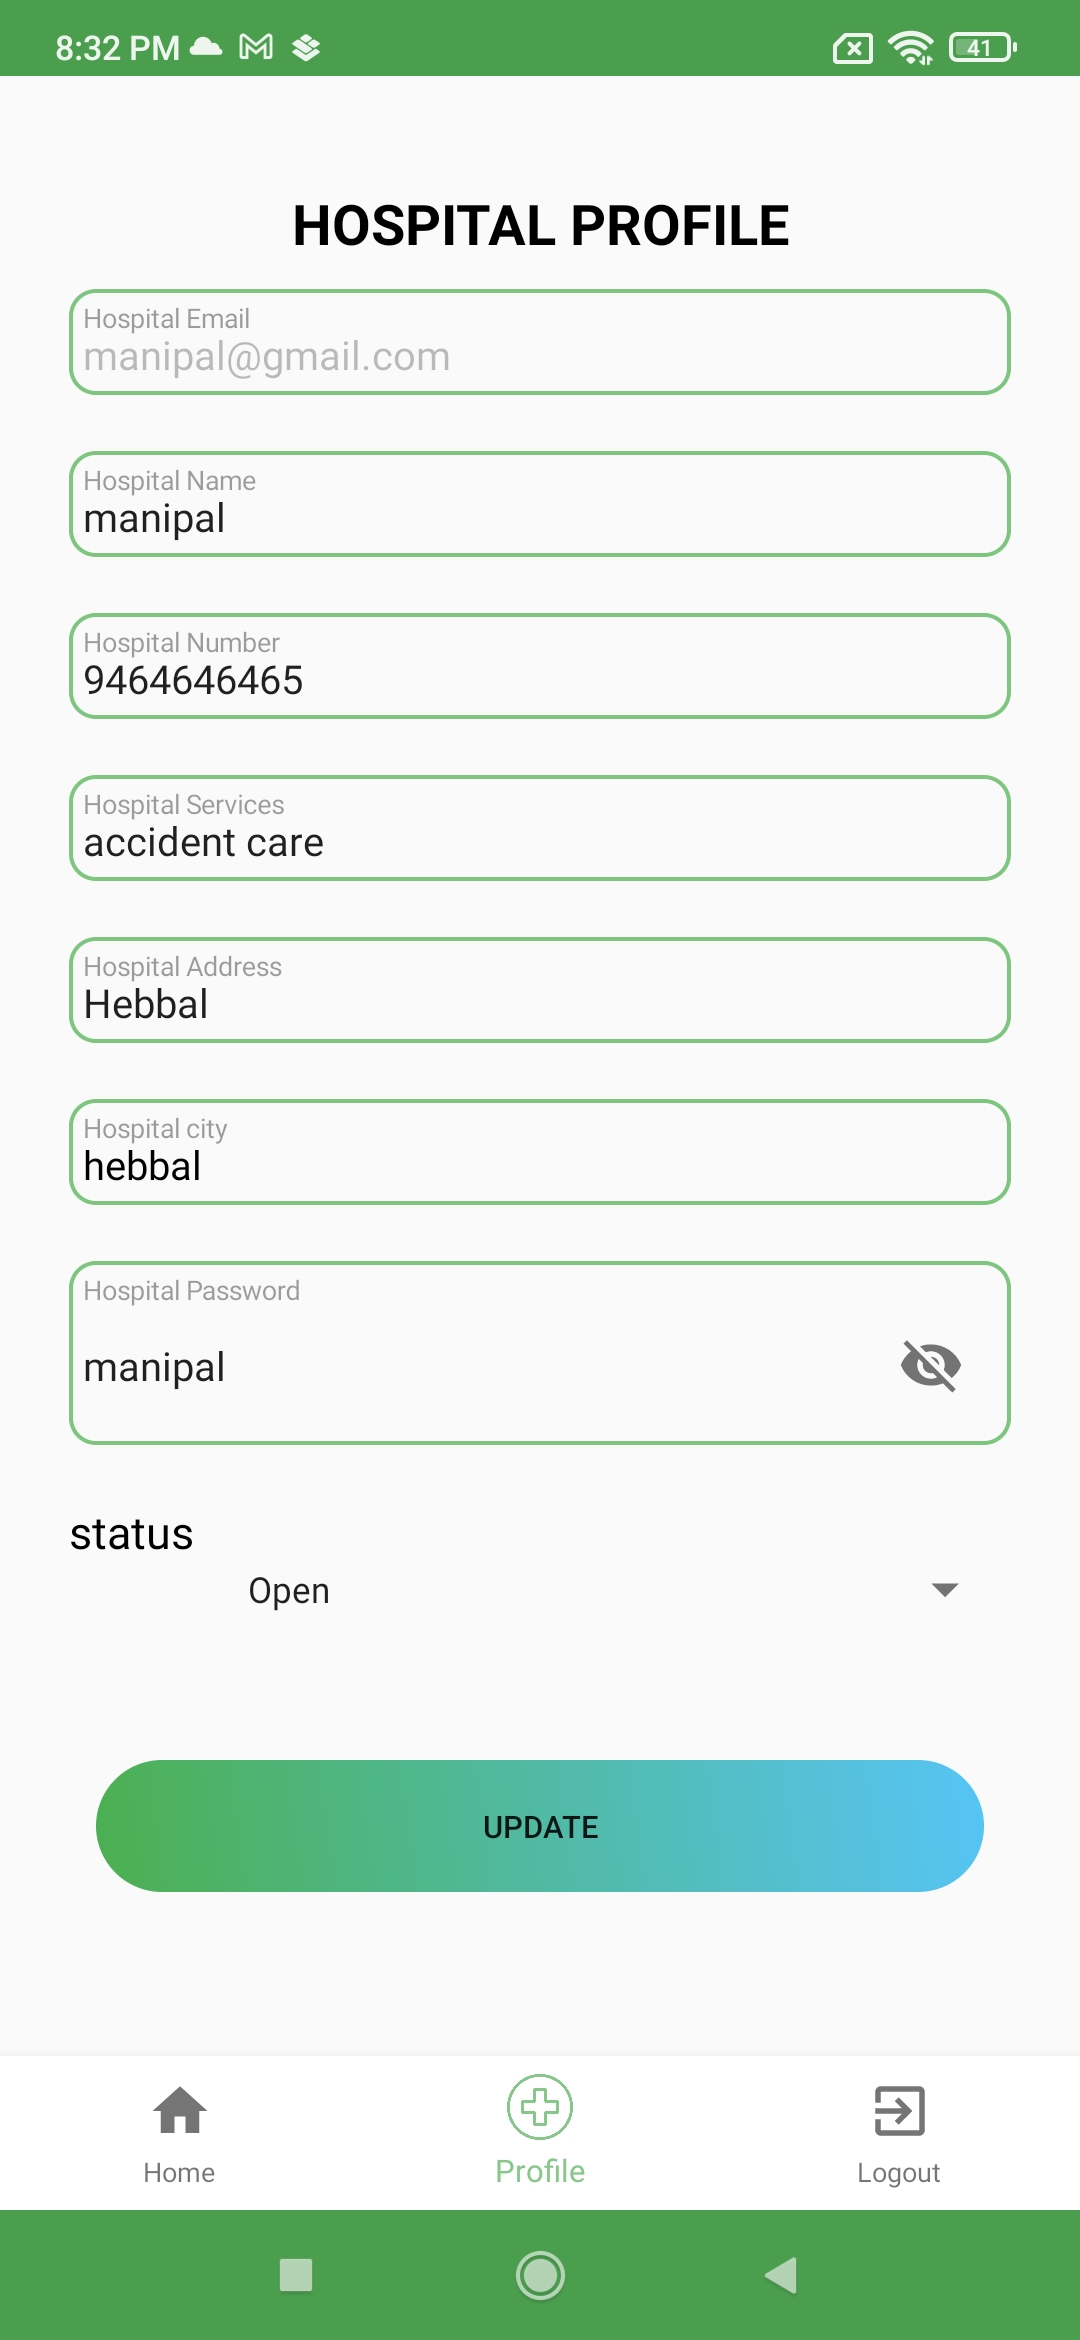 8:32 PM
41
HOSPITAL PROFILE
Hospital Email
manipal@gmail.com
Hospital Name
manipal
Hospital Number
9464646465
Hospital Services
accident care
Hospital Address
Hebbal
Hospital city
hebbal
Hospital Password
manipal
status
Open
UPDATE
Home
Profile
Logout